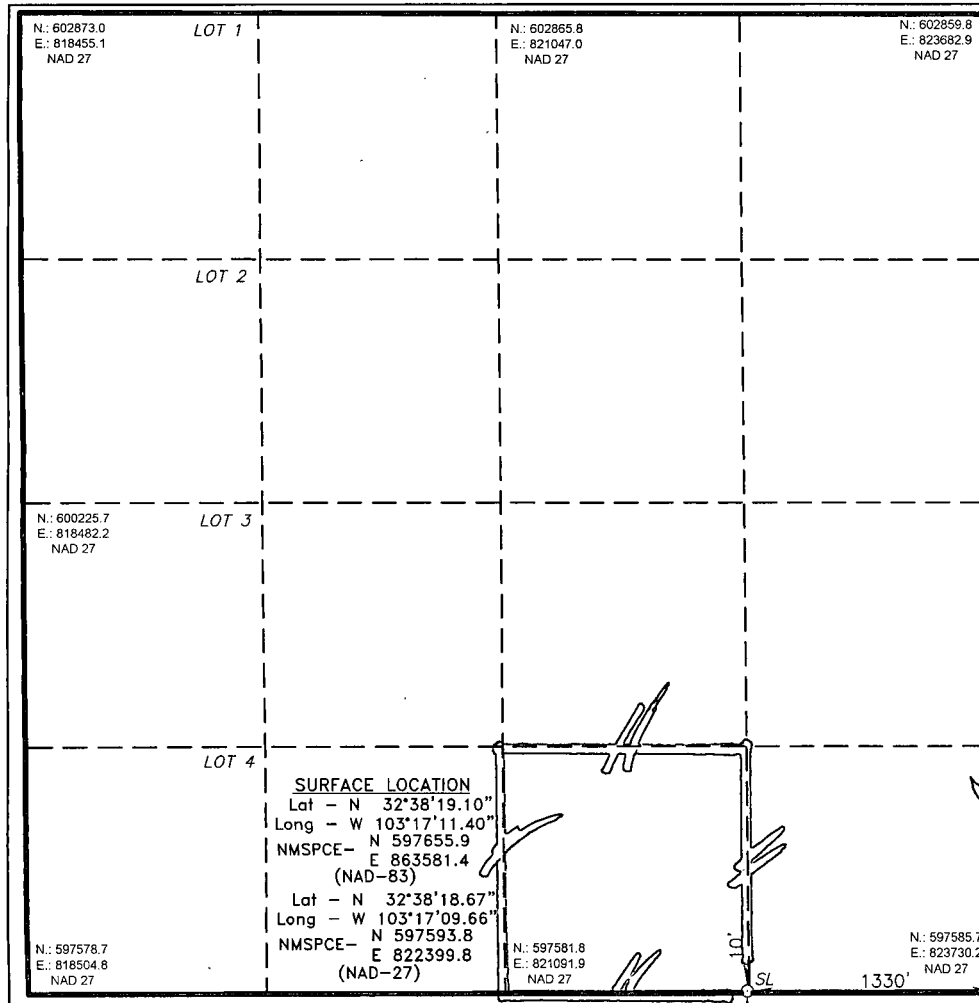 N.: 602873.0
E.: 818455.1
NAD 27
LOT 1
N.: 602865.8
E.: 821047.0
NAD 27
N.: 602859.8
E.: 823682.9
NAD 27
LOT 2
N.: 600225.7
E.: 818482.2
NAD 27
LOT 3
LOT 4
SURFACE LOCATION
Lat - N 32°38'19.10"
Long - W 103°17'11.40"
NMSPCE- N 597655.9
E 863581.4
(NAD-83)
Lat - N 32°38'18.67"
Long - W 103°17'09.66"
NMSPCE- N 597593.8
E 822399.8
(NAD-27)
N.: 597578.7
E.: 818504.8
NAD 27
N.: 597581.8
E.: 821091.9
NAD 27
10'
SL
1330'
N.: 597585.7
E.: 823730.2
NAD 27